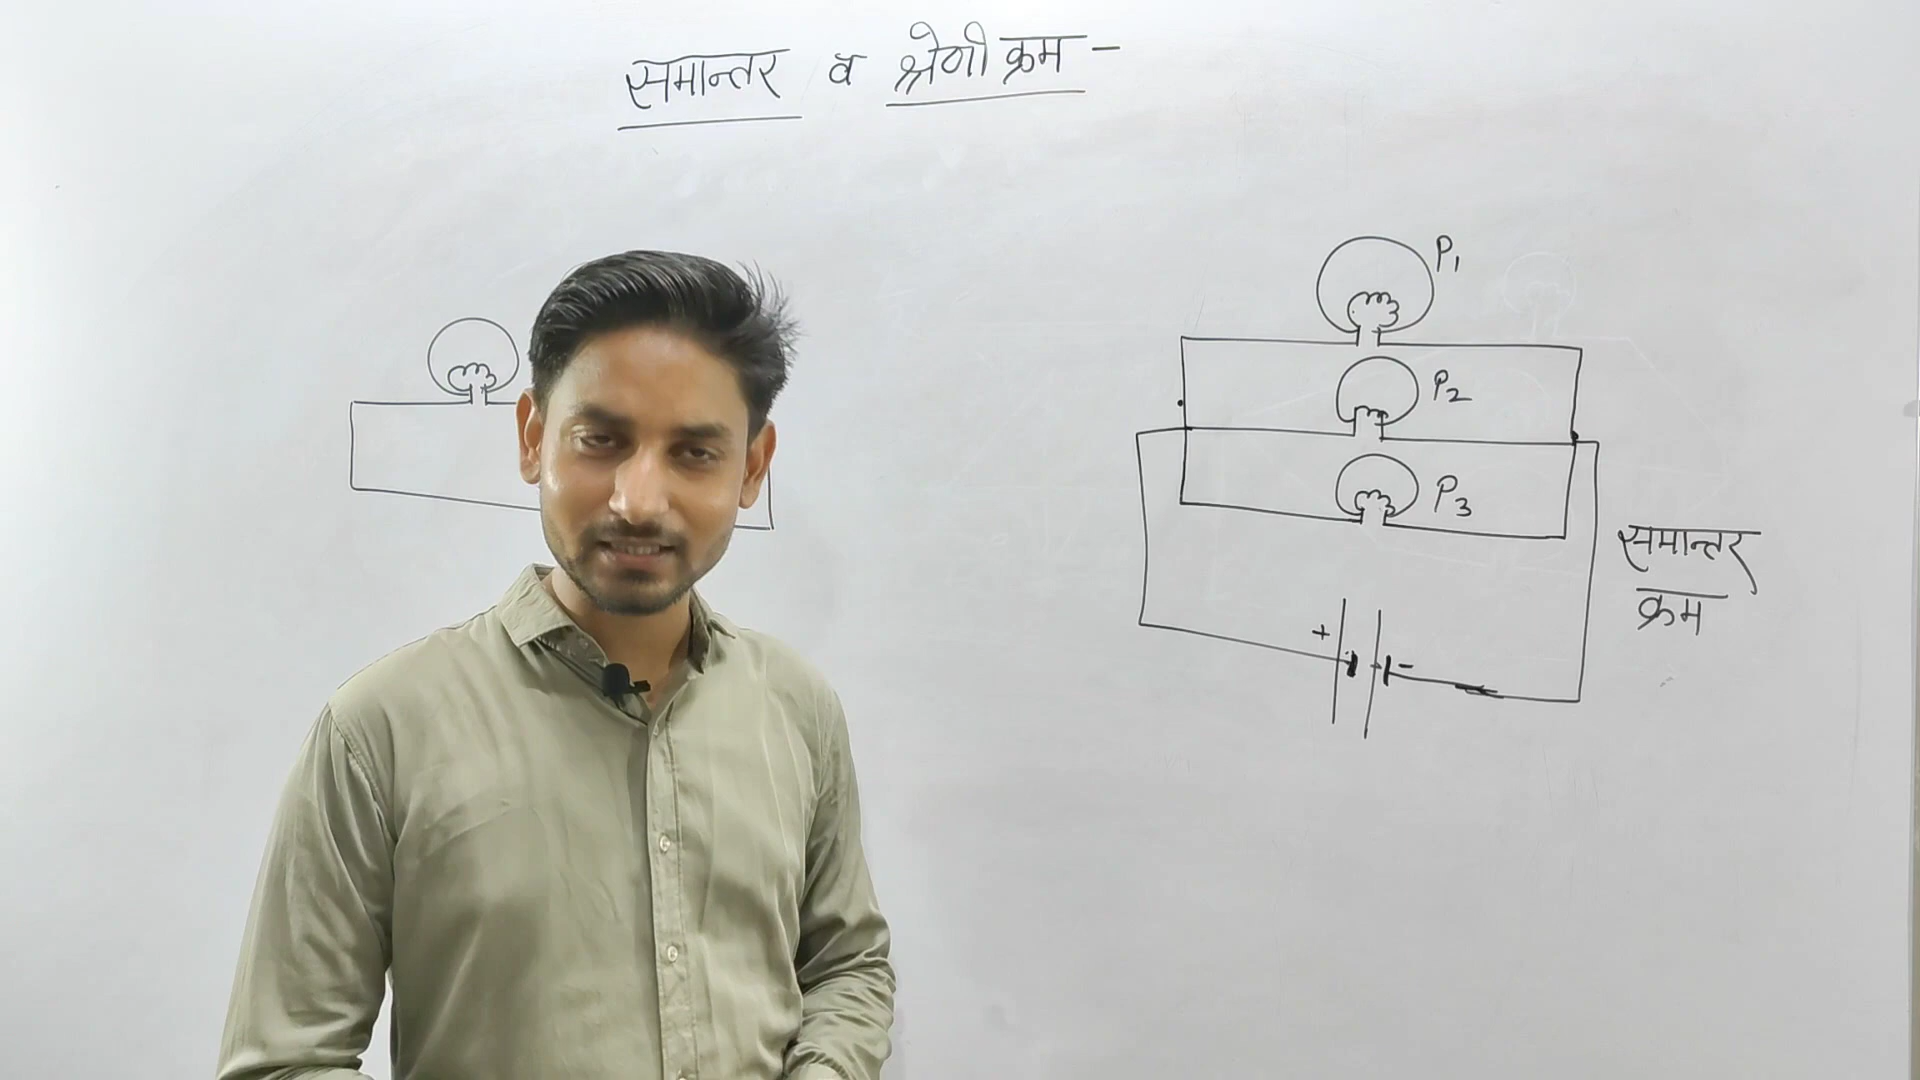 समान्तर व श्रेणी क्रम -
P₁
P₂
P₃
समान्तर
क्रम
+ -